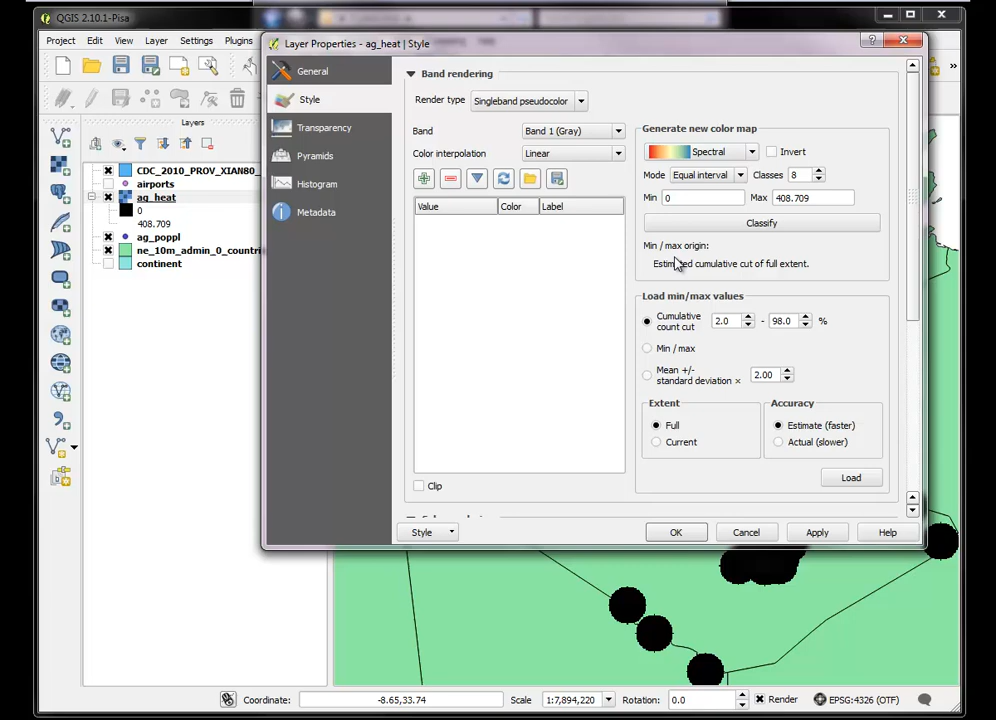 QGIS 2.10.1-Pisa
Project Edit View Layer Settings Plugins
Layers
CDC_2010_PROV_XIAN80_
airports
ag_heat
0
408.709
ag_poppl
ne_10m_admin_0_countri
continent
Layer Properties - ag_heat | Style
General
Style
Transparency
Pyramids
Histogram
Metadata
Band rendering
Render type Singleband pseudocolor
Band Band 1 (Gray)
Color interpolation Linear
Value Color Label
Clip
Generate new color map
Spectral Invert
Mode Equal interval Classes 8
Min 0 Max 408.709
Classify
Min / max origin:
Estimated cumulative cut of full extent.
Load min/max values
Cumulative count cut 2.0 - 98.0 %
Min / max
Mean +/- standard deviation × 2.00
Extent
Full
Current
Accuracy
Estimate (faster)
Actual (slower)
Load
Style OK Cancel Apply Help
Coordinate: -8.65,33.74 Scale 1:7,894,220 Rotation: 0.0 Render EPSG:4326 (OTF)